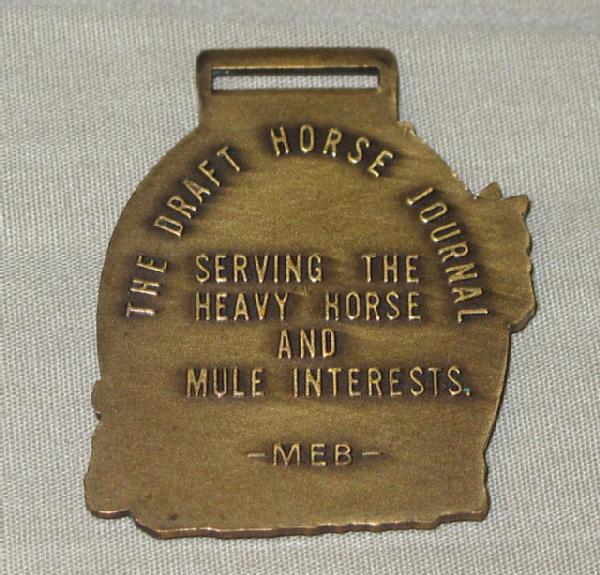 THE DRAFT HORSE JOURNAL
SERVING THE
HEAVY HORSE
AND
MULE INTERESTS.
-MEB-